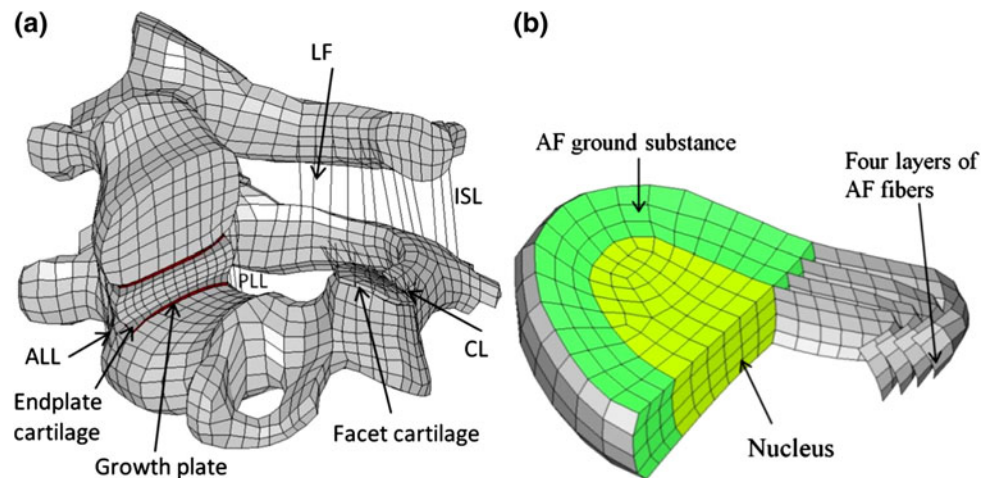 (a)
LF
ISL
PLL
ALL
CL
Endplate
cartilage
Facet cartilage
Growth plate
(b)
AF ground substance
Four layers of
AF fibers
Nucleus